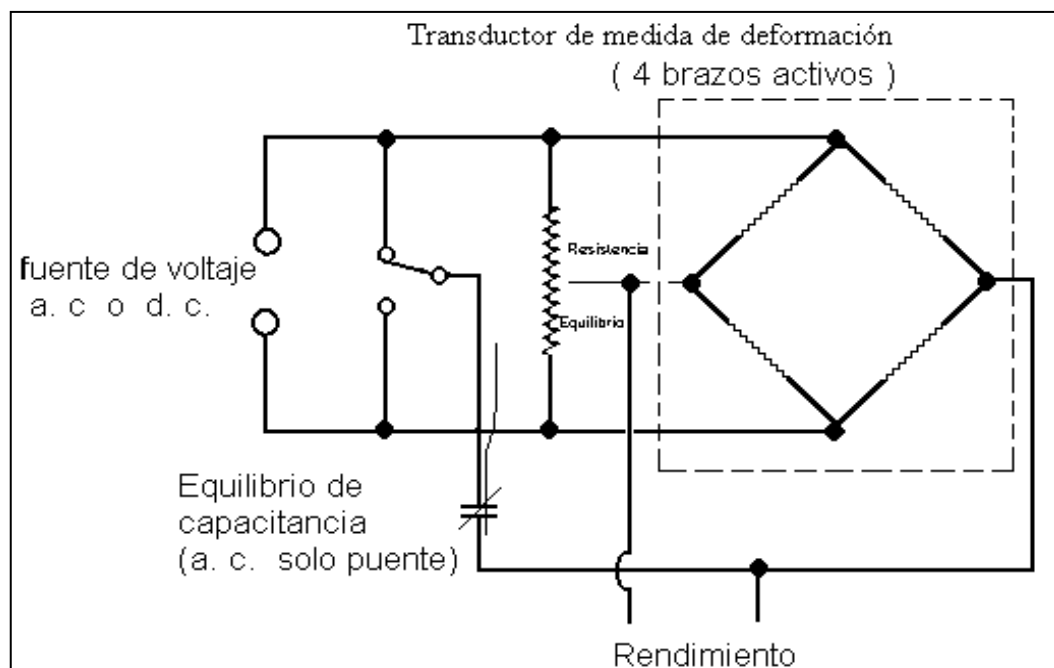 Transductor de medida de deformación
( 4 brazos activos )
Resistencia
fuente de voltaje
a. c o d. c.
Equilibrio
Equilibrio de
capacitancia
(a. c. solo puente)
Rendimiento